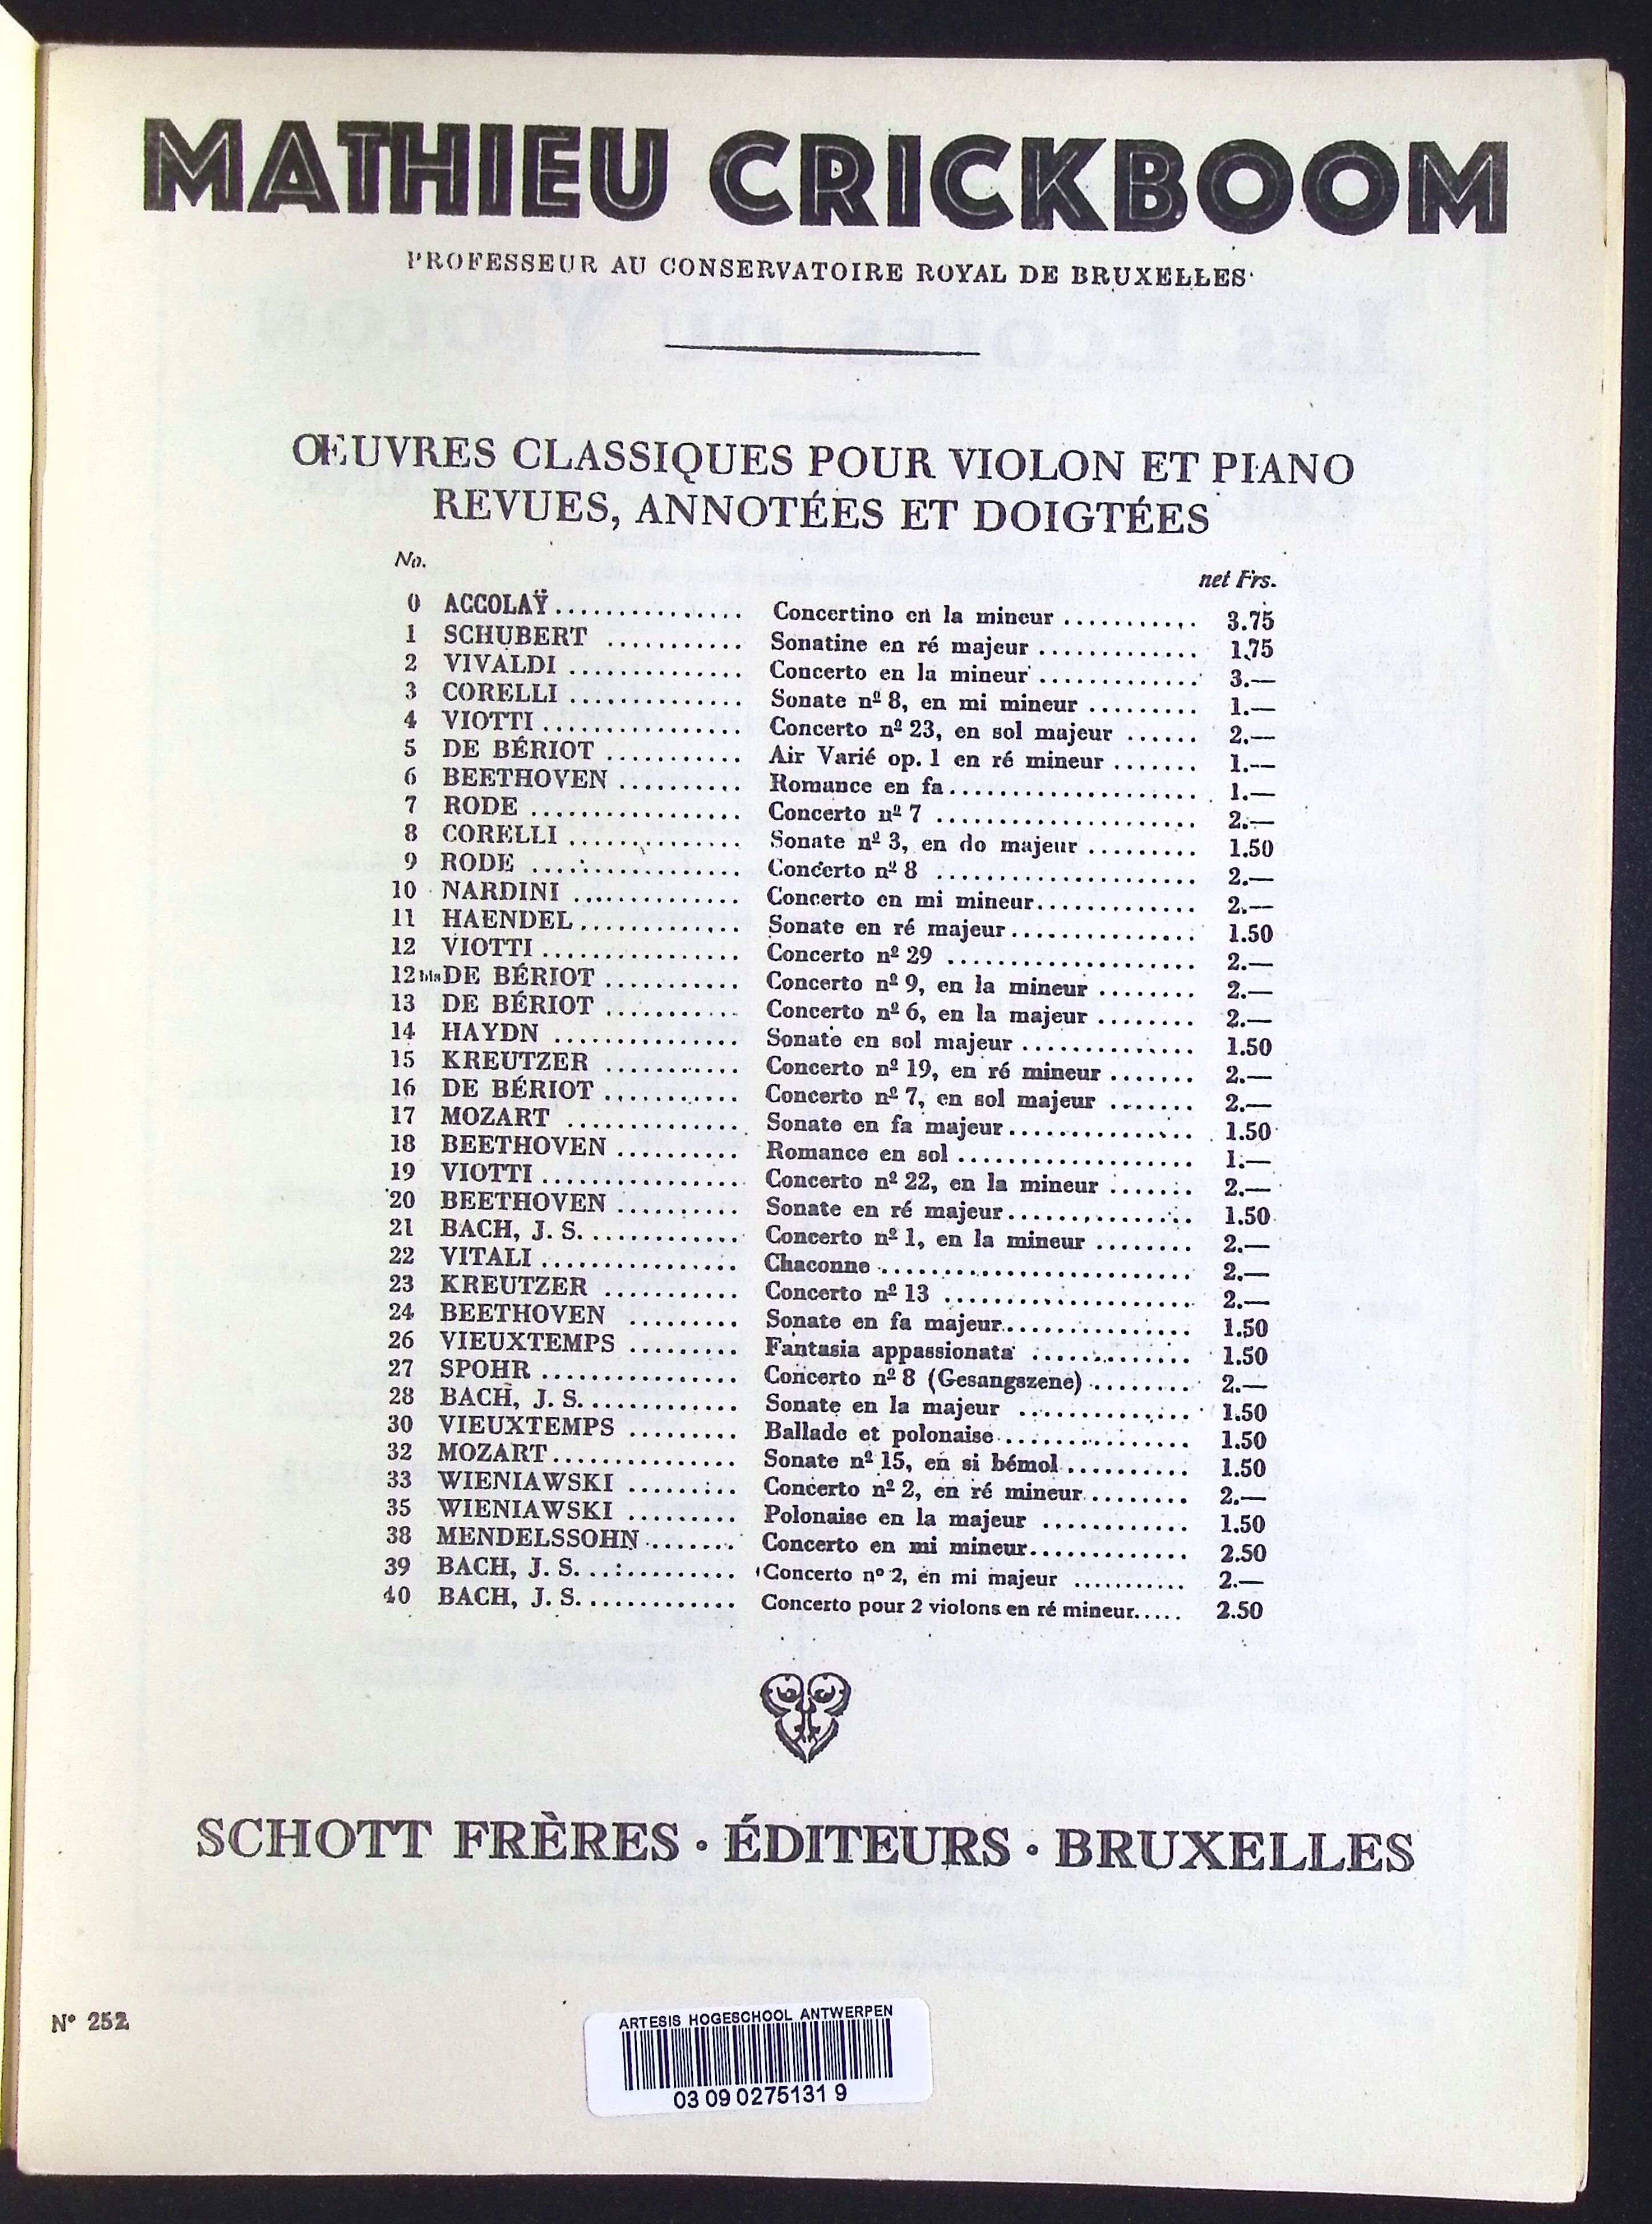 MATHIEU CRICKBOOM
PROFESSEUR AU CONSERVATOIRE ROYAL DE BRUXELLES
ŒUVRES CLASSIQUES POUR VIOLON ET PIANO
REVUES, ANNOTÉES ET DOIGTÉES
No. net Frs.
0 ACCOLAŸ ............... Concertino en la mineur ........... 3.75
1 SCHUBERT ........... Sonatine en ré majeur ............. 1.75
2 VIVALDI .............. Concerto en la mineur ............. 3.—
3 CORELLI .............. Sonate nº 8, en mi mineur ......... 1.—
4 VIOTTI ................ Concerto nº 23, en sol majeur ...... 2.—
5 DE BÉRIOT ........... Air Varié op. 1 en ré mineur ....... 1.—
6 BEETHOVEN .......... Romance en fa .................... 1.—
7 RODE ................. Concerto nº 7 ..................... 2.—
8 CORELLI .............. Sonate nº 3, en do majeur ......... 1.50
9 RODE ................. Concerto nº 8 ..................... 2.—
10 NARDINI .............. Concerto en mi mineur ............. 2.—
11 HAENDEL ............. Sonate en ré majeur ............... 1.50
12 VIOTTI ................ Concerto nº 29 .................... 2.—
12bis DE BÉRIOT ........... Concerto nº 9, en la mineur ........ 2.—
13 DE BÉRIOT ........... Concerto nº 6, en la majeur ........ 2.—
14 HAYDN ............... Sonate en sol majeur .............. 1.50
15 KREUTZER ........... Concerto nº 19, en ré mineur ....... 2.—
16 DE BÉRIOT ........... Concerto nº 7, en sol majeur ....... 2.—
17 MOZART .............. Sonate en fa majeur ............... 1.50
18 BEETHOVEN .......... Romance en sol ................... 1.—
19 VIOTTI ................ Concerto nº 22, en la mineur ....... 2.—
20 BEETHOVEN .......... Sonate en ré majeur ............... 1.50
21 BACH, J. S. ............ Concerto nº 1, en la mineur ........ 2.—
22 VITALI ................ Chaconne ......................... 2.—
23 KREUTZER ........... Concerto nº 13 .................... 2.—
24 BEETHOVEN ......... Sonate en fa majeur ............... 1.50
26 VIEUXTEMPS ......... Fantasia appassionata ............. 1.50
27 SPOHR ................ Concerto nº 8 (Gesangszene) ........ 2.—
28 BACH, J. S. ............ Sonate en la majeur .............. 1.50
30 VIEUXTEMPS ......... Ballade et polonaise ............... 1.50
32 MOZART ............... Sonate nº 15, en si bémol .......... 1.50
33 WIENIAWSKI ......... Concerto nº 2, en ré mineur ........ 2.—
35 WIENIAWSKI ......... Polonaise en la majeur ............ 1.50
38 MENDELSSOHN ....... Concerto en mi mineur ............. 2.50
39 BACH, J. S. ............ Concerto nº 2, en mi majeur ........... 2.—
40 BACH, J. S. ............ Concerto pour 2 violons en ré mineur ..... 2.50
SCHOTT FRÈRES • ÉDITEURS • BRUXELLES
Nº 252
ARTESIS HOGESCHOOL ANTWERPEN
03 09 0275131 9